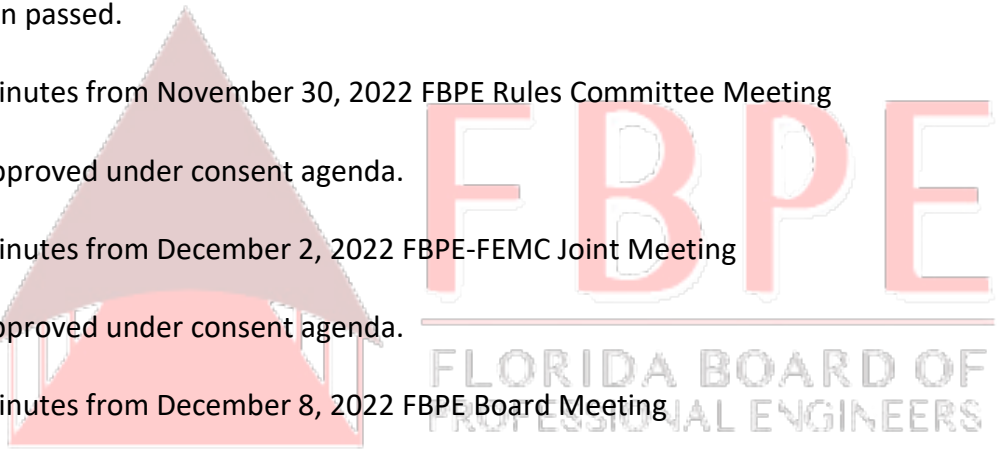 n passed.
inutes from November 30, 2022 FBPE Rules Committee Meeting
pproved under consent agenda.
inutes from December 2, 2022 FBPE-FEMC Joint Meeting
pproved under consent agenda.
inutes from December 8, 2022 FBPE Board Meeting
FBPE
FLORIDA BOARD OF
PROFESSIONAL ENGINEERS